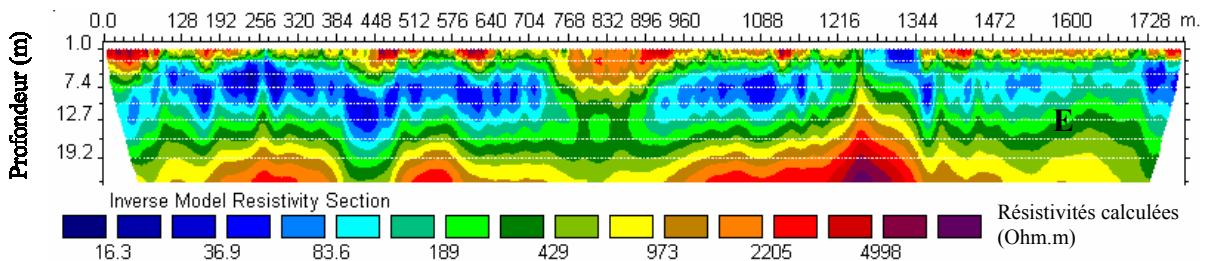 0.0 128 192 256 320 384 448 512 576 640 704 768 832 896 960 1088 1216 1344 1472 1600 1728 m.
Profondeur (m)
1.0
7.4
12.7
19.2
E
Inverse Model Resistivity Section
16.3 36.9 83.6 189 429 973 2205 4998
Résistivités calculées
(Ohm.m)